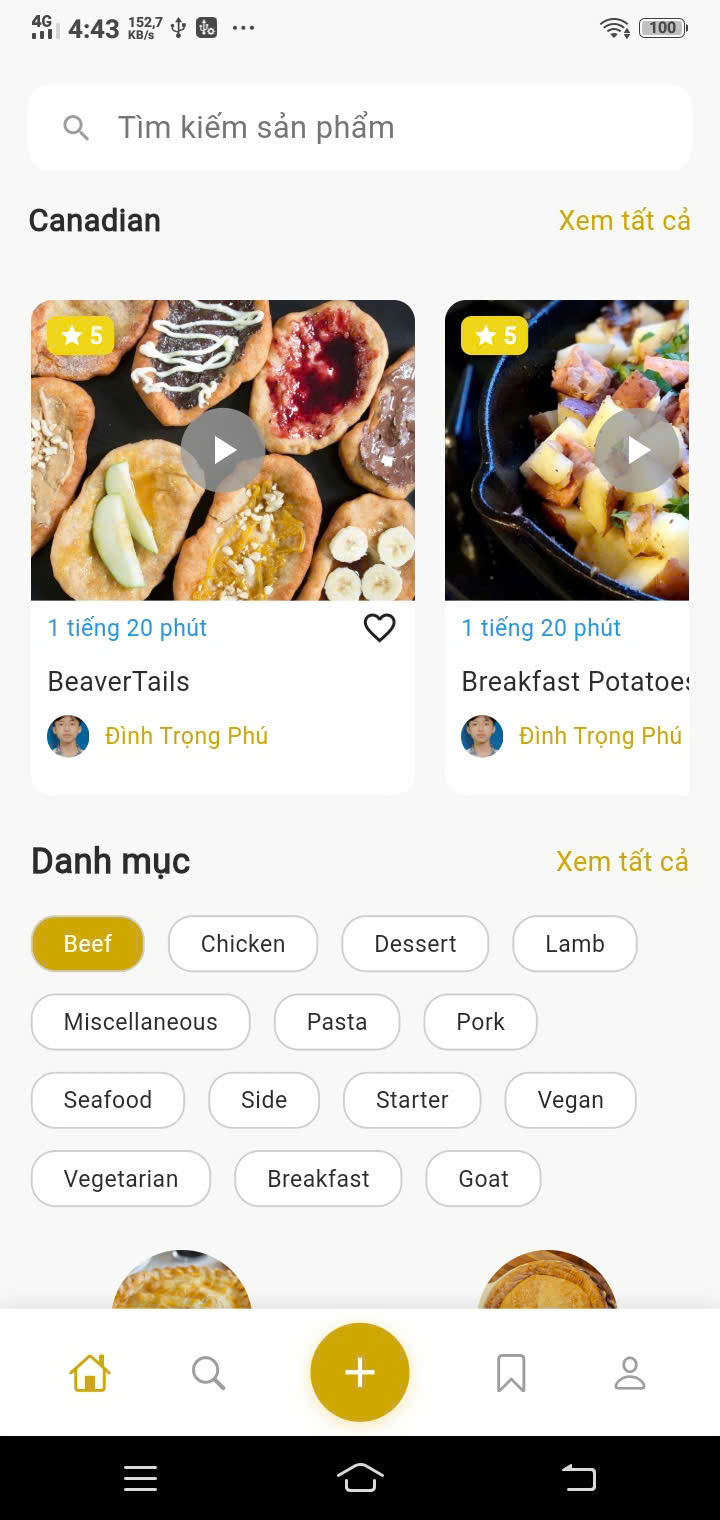 4G 4:43 152,7 KB/s 100
Tìm kiếm sản phẩm
Canadian Xem tất cả
5 5
1 tiếng 20 phút 1 tiếng 20 phút
BeaverTails Breakfast Potatoes
Đình Trọng Phú Đình Trọng Phú
Danh mục Xem tất cả
Beef Chicken Dessert Lamb
Miscellaneous Pasta Pork
Seafood Side Starter Vegan
Vegetarian Breakfast Goat